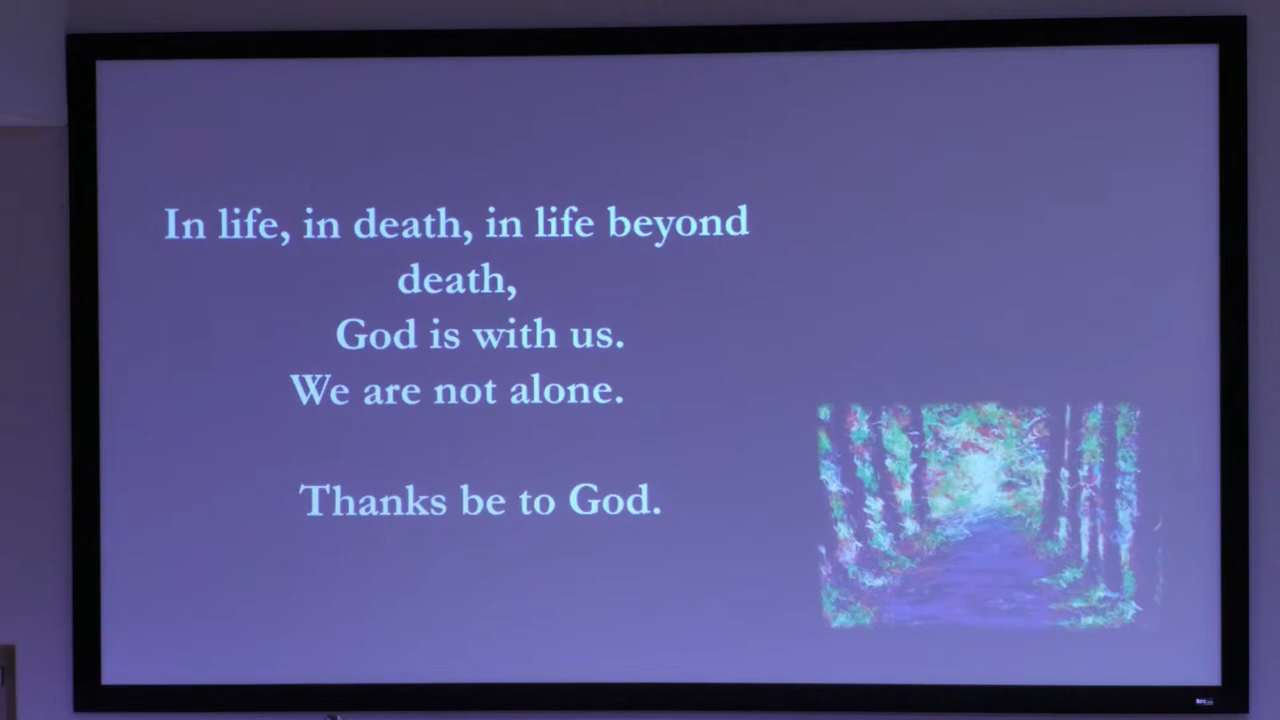 In life, in death, in life beyond
death,
God is with us.
We are not alone.
Thanks be to God.